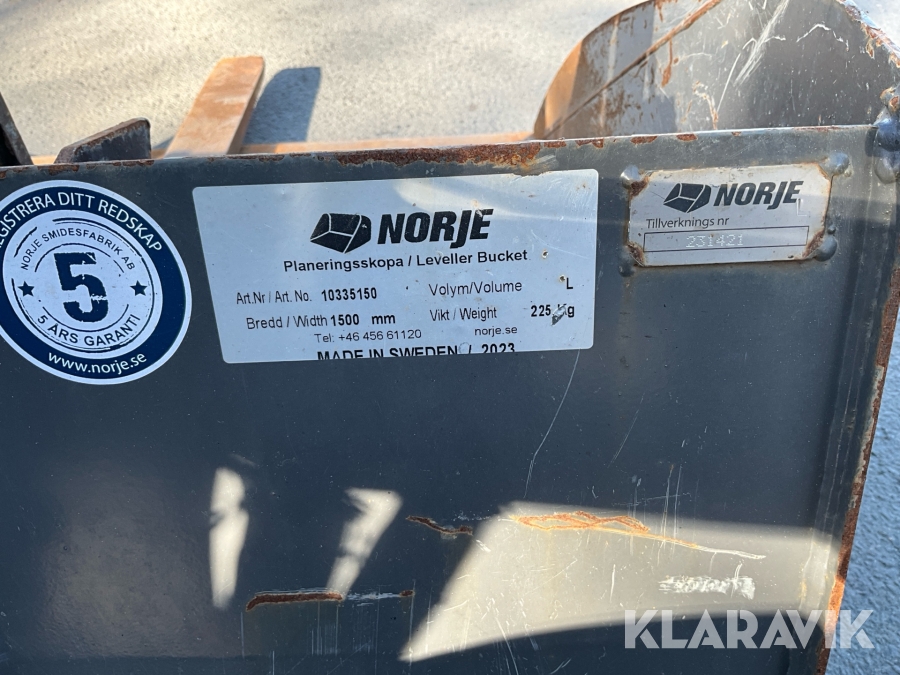 REGISTRERA DITT REDSKAP
NORJE SMIDESFABRIK AB
5
5 ÅRS GARANTI
www.norje.se
NORJE
Planeringsskopa / Leveller Bucket
Art.Nr / Art. No. 10335150 Volym/Volume L
Bredd / Width 1500 mm Vikt / Weight 225 Kg
Tel: +46 456 61120 norje.se
MADE IN SWEDEN / 2023
NORJE
Tillverknings nr
231421
KLARAVIK